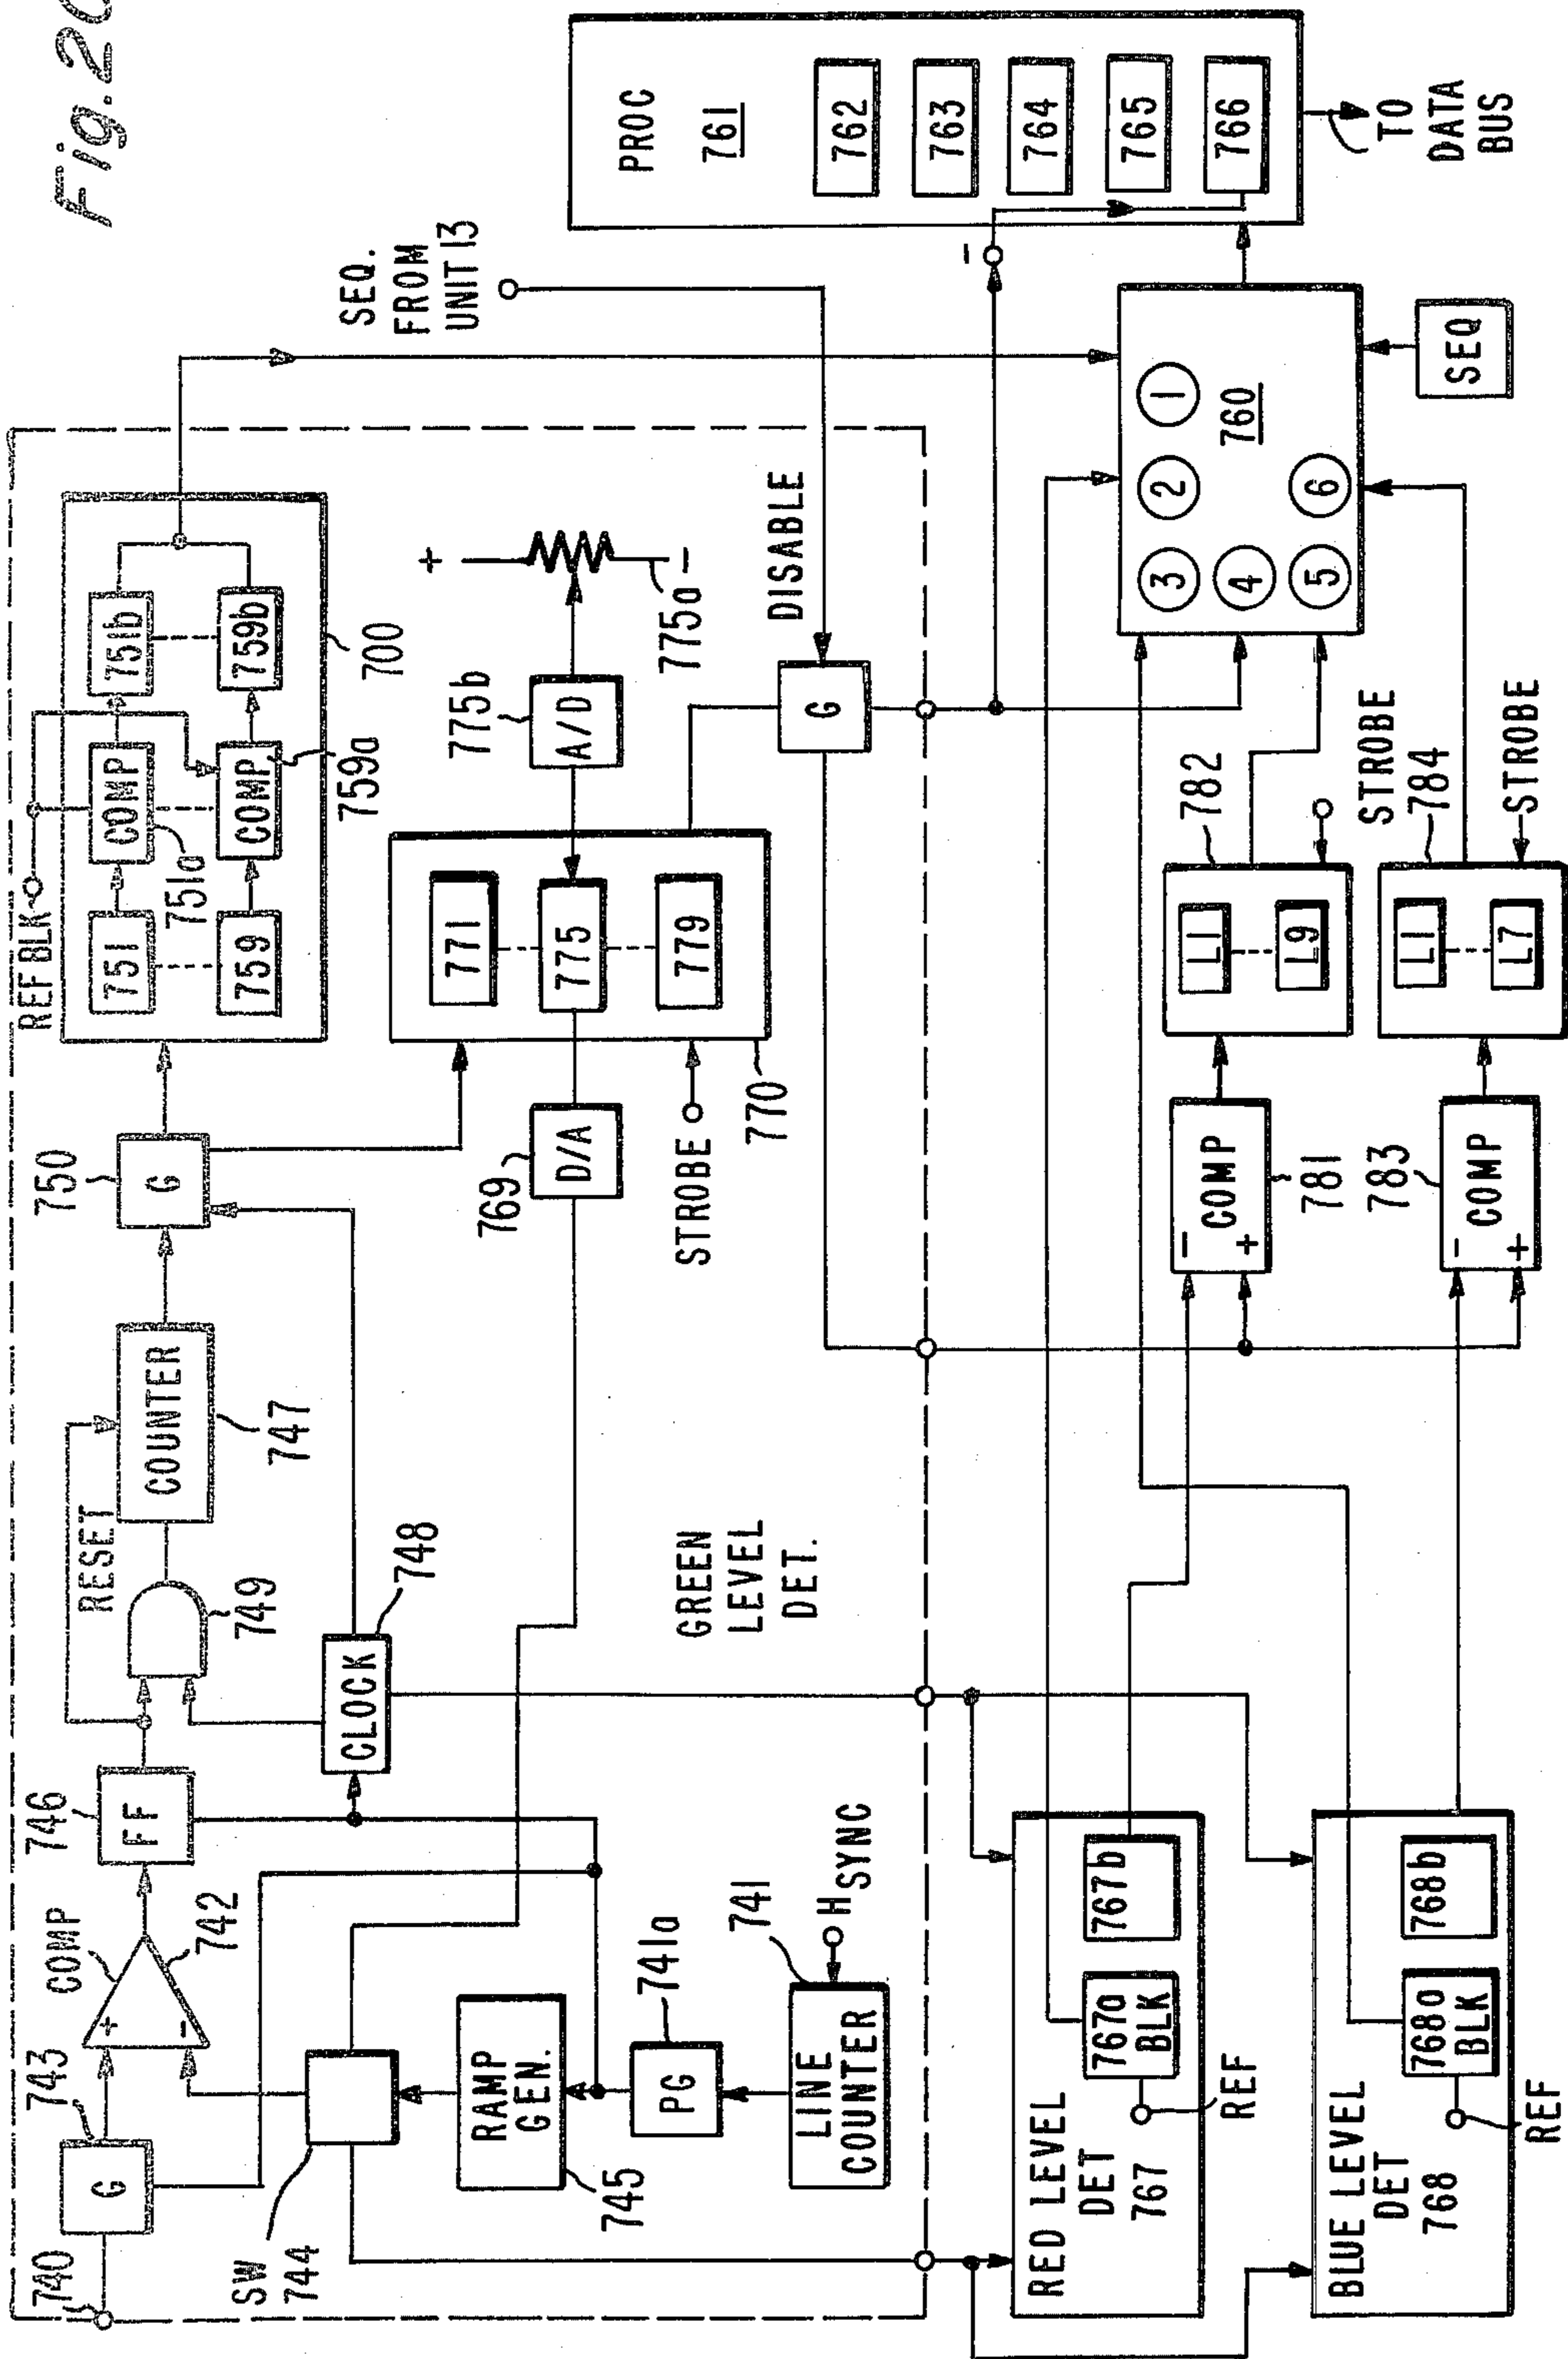 Fig. 20
740
743
G
COMP
+
-
742
746
FF
RESET
749
COUNTER
747
750
G
REF BLK
751
COMP
751a
751b
759
COMP
759a
759b
700
SW
744
RAMP
GEN.
745
PG
741a
LINE
COUNTER
741
H SYNC
CLOCK
748
769
D/A
STROBE
770
771
775
779
775b
A/D
+
-
775a
G
DISABLE
SEQ.
FROM
UNIT 13
GREEN
LEVEL
DET.
PROC
761
762
763
764
765
766
TO
DATA
BUS
-
1
2
3
4
5
6
760
SEQ
RED LEVEL
DET
767
767a
BLK
767b
REF
BLUE LEVEL
DET
768
768a
BLK
768b
REF
-
+
COMP
781
783
-
+
COMP
782
L1
L9
STROBE
784
L1
L7
STROBE